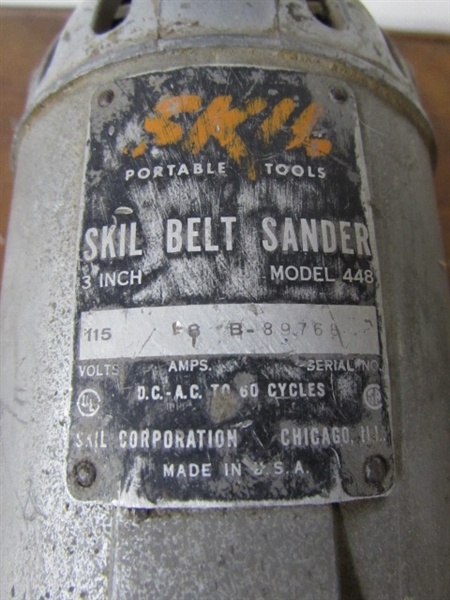 SKIL
PORTABLE TOOLS
SKIL BELT SANDER
3 INCH MODEL 448
115
VOLTS AMPS. SERIAL NO.
D.C.-A.C. TO 60 CYCLES
UL
SKIL CORPORATION CHICAGO, ILL.
MADE IN U.S.A.